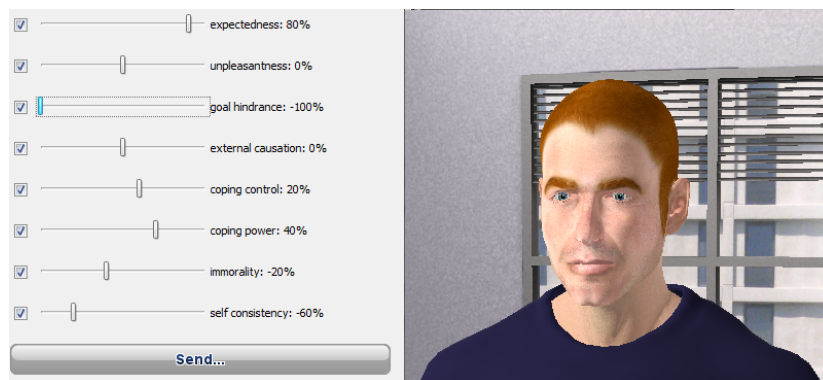 expectedness: 80%
unpleasantness: 0%
goal hindrance: -100%
external causation: 0%
coping control: 20%
coping power: 40%
immorality: -20%
self consistency: -60%
Send...